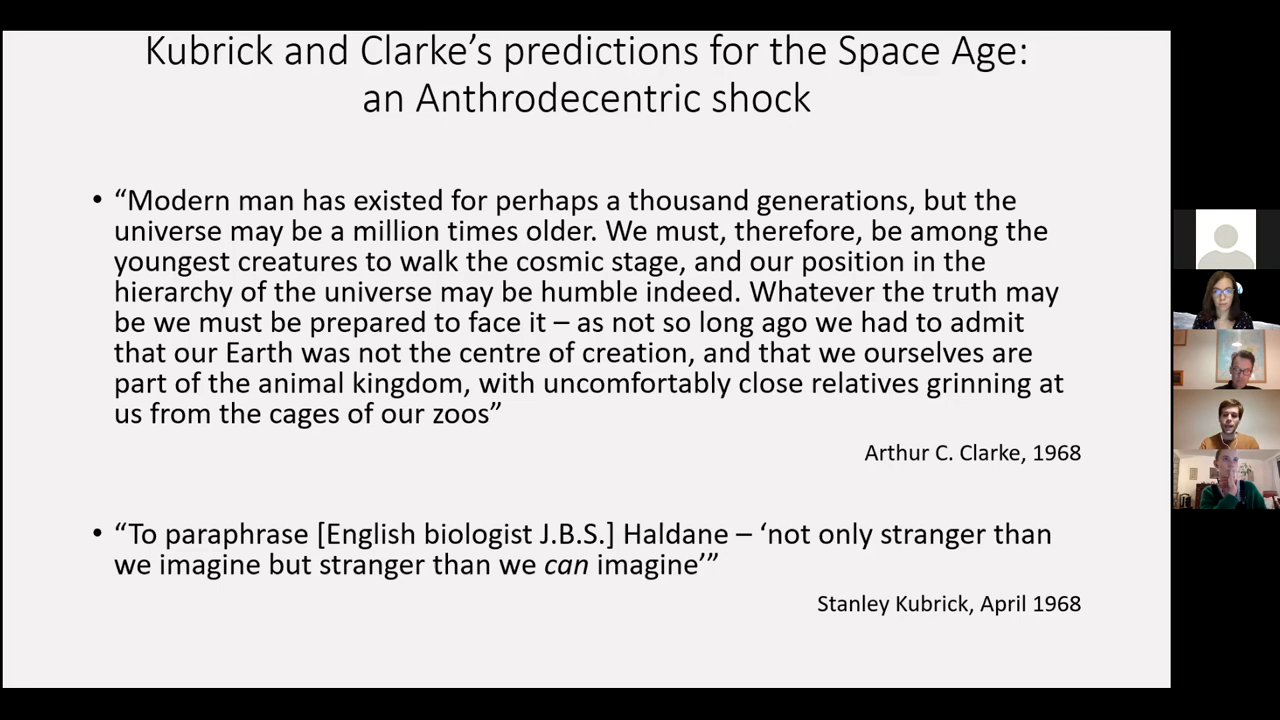 Kubrick and Clarke’s predictions for the Space Age:
an Anthrodecentric shock
• “Modern man has existed for perhaps a thousand generations, but the
universe may be a million times older. We must, therefore, be among the
youngest creatures to walk the cosmic stage, and our position in the
hierarchy of the universe may be humble indeed. Whatever the truth may
be we must be prepared to face it – as not so long ago we had to admit
that our Earth was not the centre of creation, and that we ourselves are
part of the animal kingdom, with uncomfortably close relatives grinning at
us from the cages of our zoos”
Arthur C. Clarke, 1968
• “To paraphrase [English biologist J.B.S.] Haldane – ‘not only stranger than
we imagine but stranger than we can imagine’”
Stanley Kubrick, April 1968